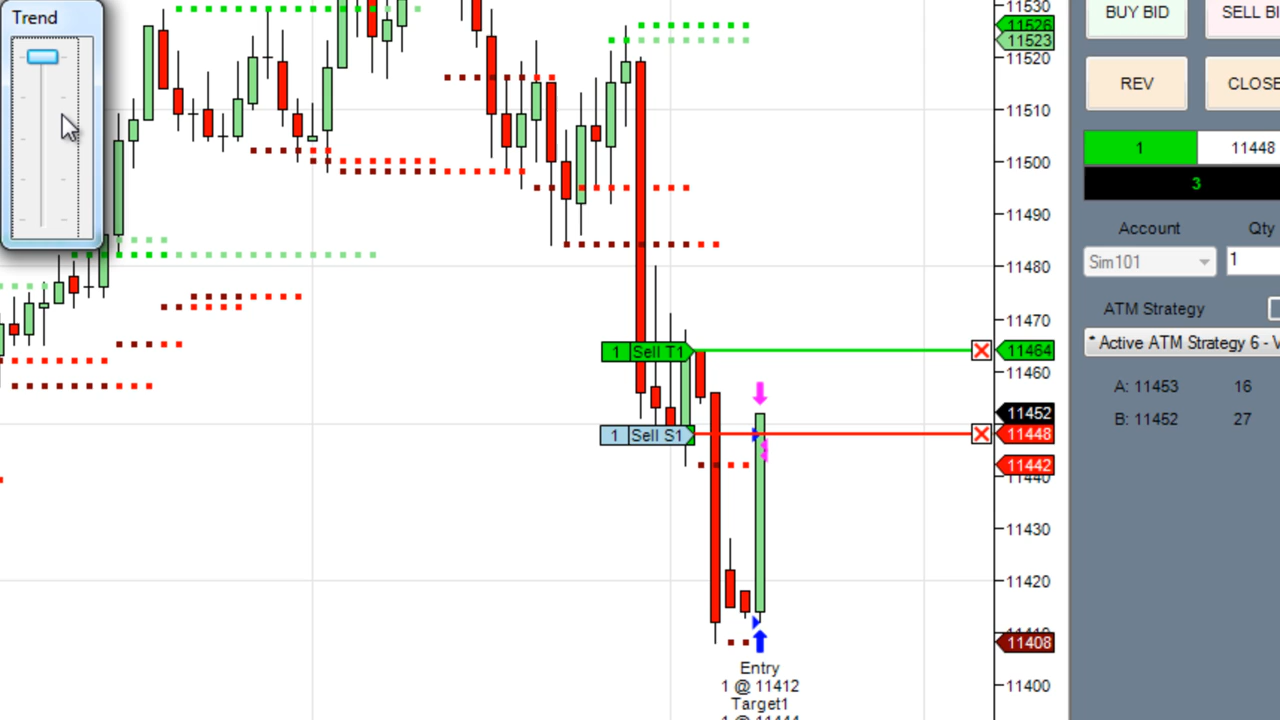 Trend
11530
11526
11523
11520
11510
11500
11490
11480
11470
1 Sell T1
11464
11460
11452
1 Sell S1
11448
11442
11440
11430
11420
11408
11400
Entry
1 @ 11412
Target1
1 @ 11444
BUY BID
SELL BI
REV
CLOSE
1
11448
3
Account
Qty
Sim101
1
ATM Strategy
* Active ATM Strategy 6 - V
A: 11453 16
B: 11452 27